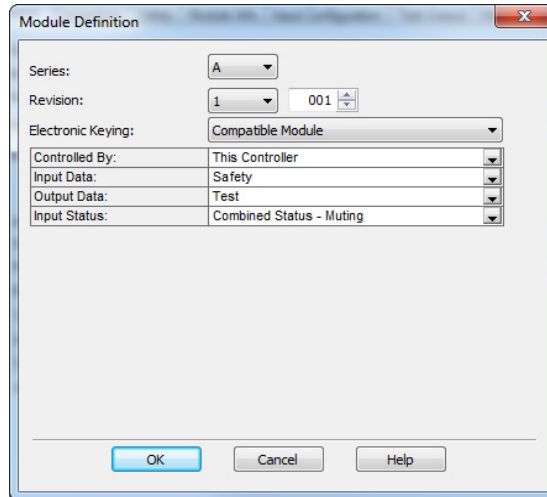 Module Definition
Series: A
Revision: 1 001
Electronic Keying: Compatible Module
Controlled By: This Controller
Input Data: Safety
Output Data: Test
Input Status: Combined Status - Muting
OK Cancel Help